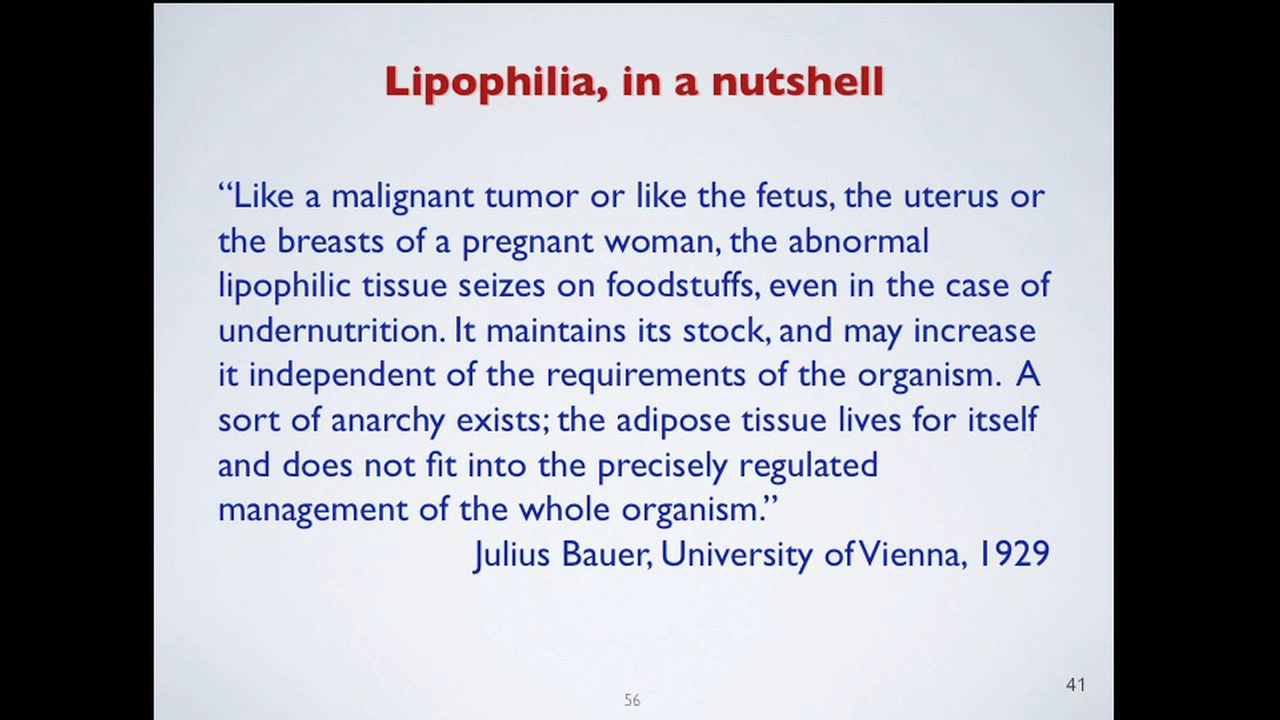 Lipophilia, in a nutshell
“Like a malignant tumor or like the fetus, the uterus or
the breasts of a pregnant woman, the abnormal
lipophilic tissue seizes on foodstuffs, even in the case of
undernutrition. It maintains its stock, and may increase
it independent of the requirements of the organism. A
sort of anarchy exists; the adipose tissue lives for itself
and does not fit into the precisely regulated
management of the whole organism.”
Julius Bauer, University of Vienna, 1929
41
56